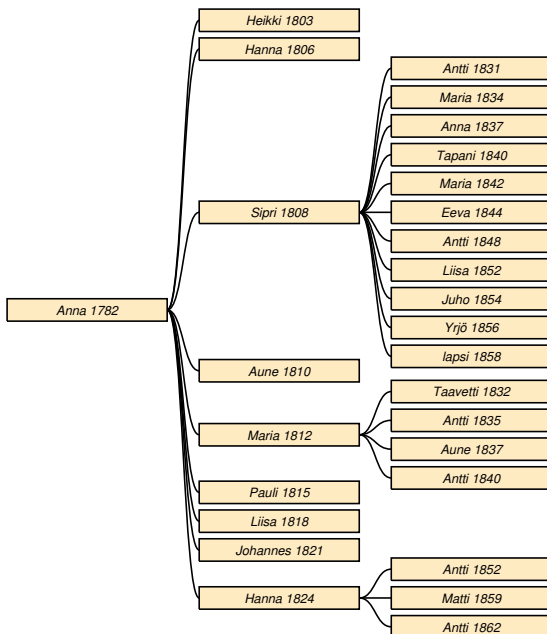 Heikki 1803
Hanna 1806
Antti 1831
Maria 1834
Anna 1837
Tapani 1840
Maria 1842
Sipri 1808
Eeva 1844
Antti 1848
Liisa 1852
Juho 1854
Anna 1782
Yrjö 1856
lapsi 1858
Aune 1810
Taavetti 1832
Antti 1835
Maria 1812
Aune 1837
Antti 1840
Pauli 1815
Liisa 1818
Johannes 1821
Antti 1852
Hanna 1824
Matti 1859
Antti 1862